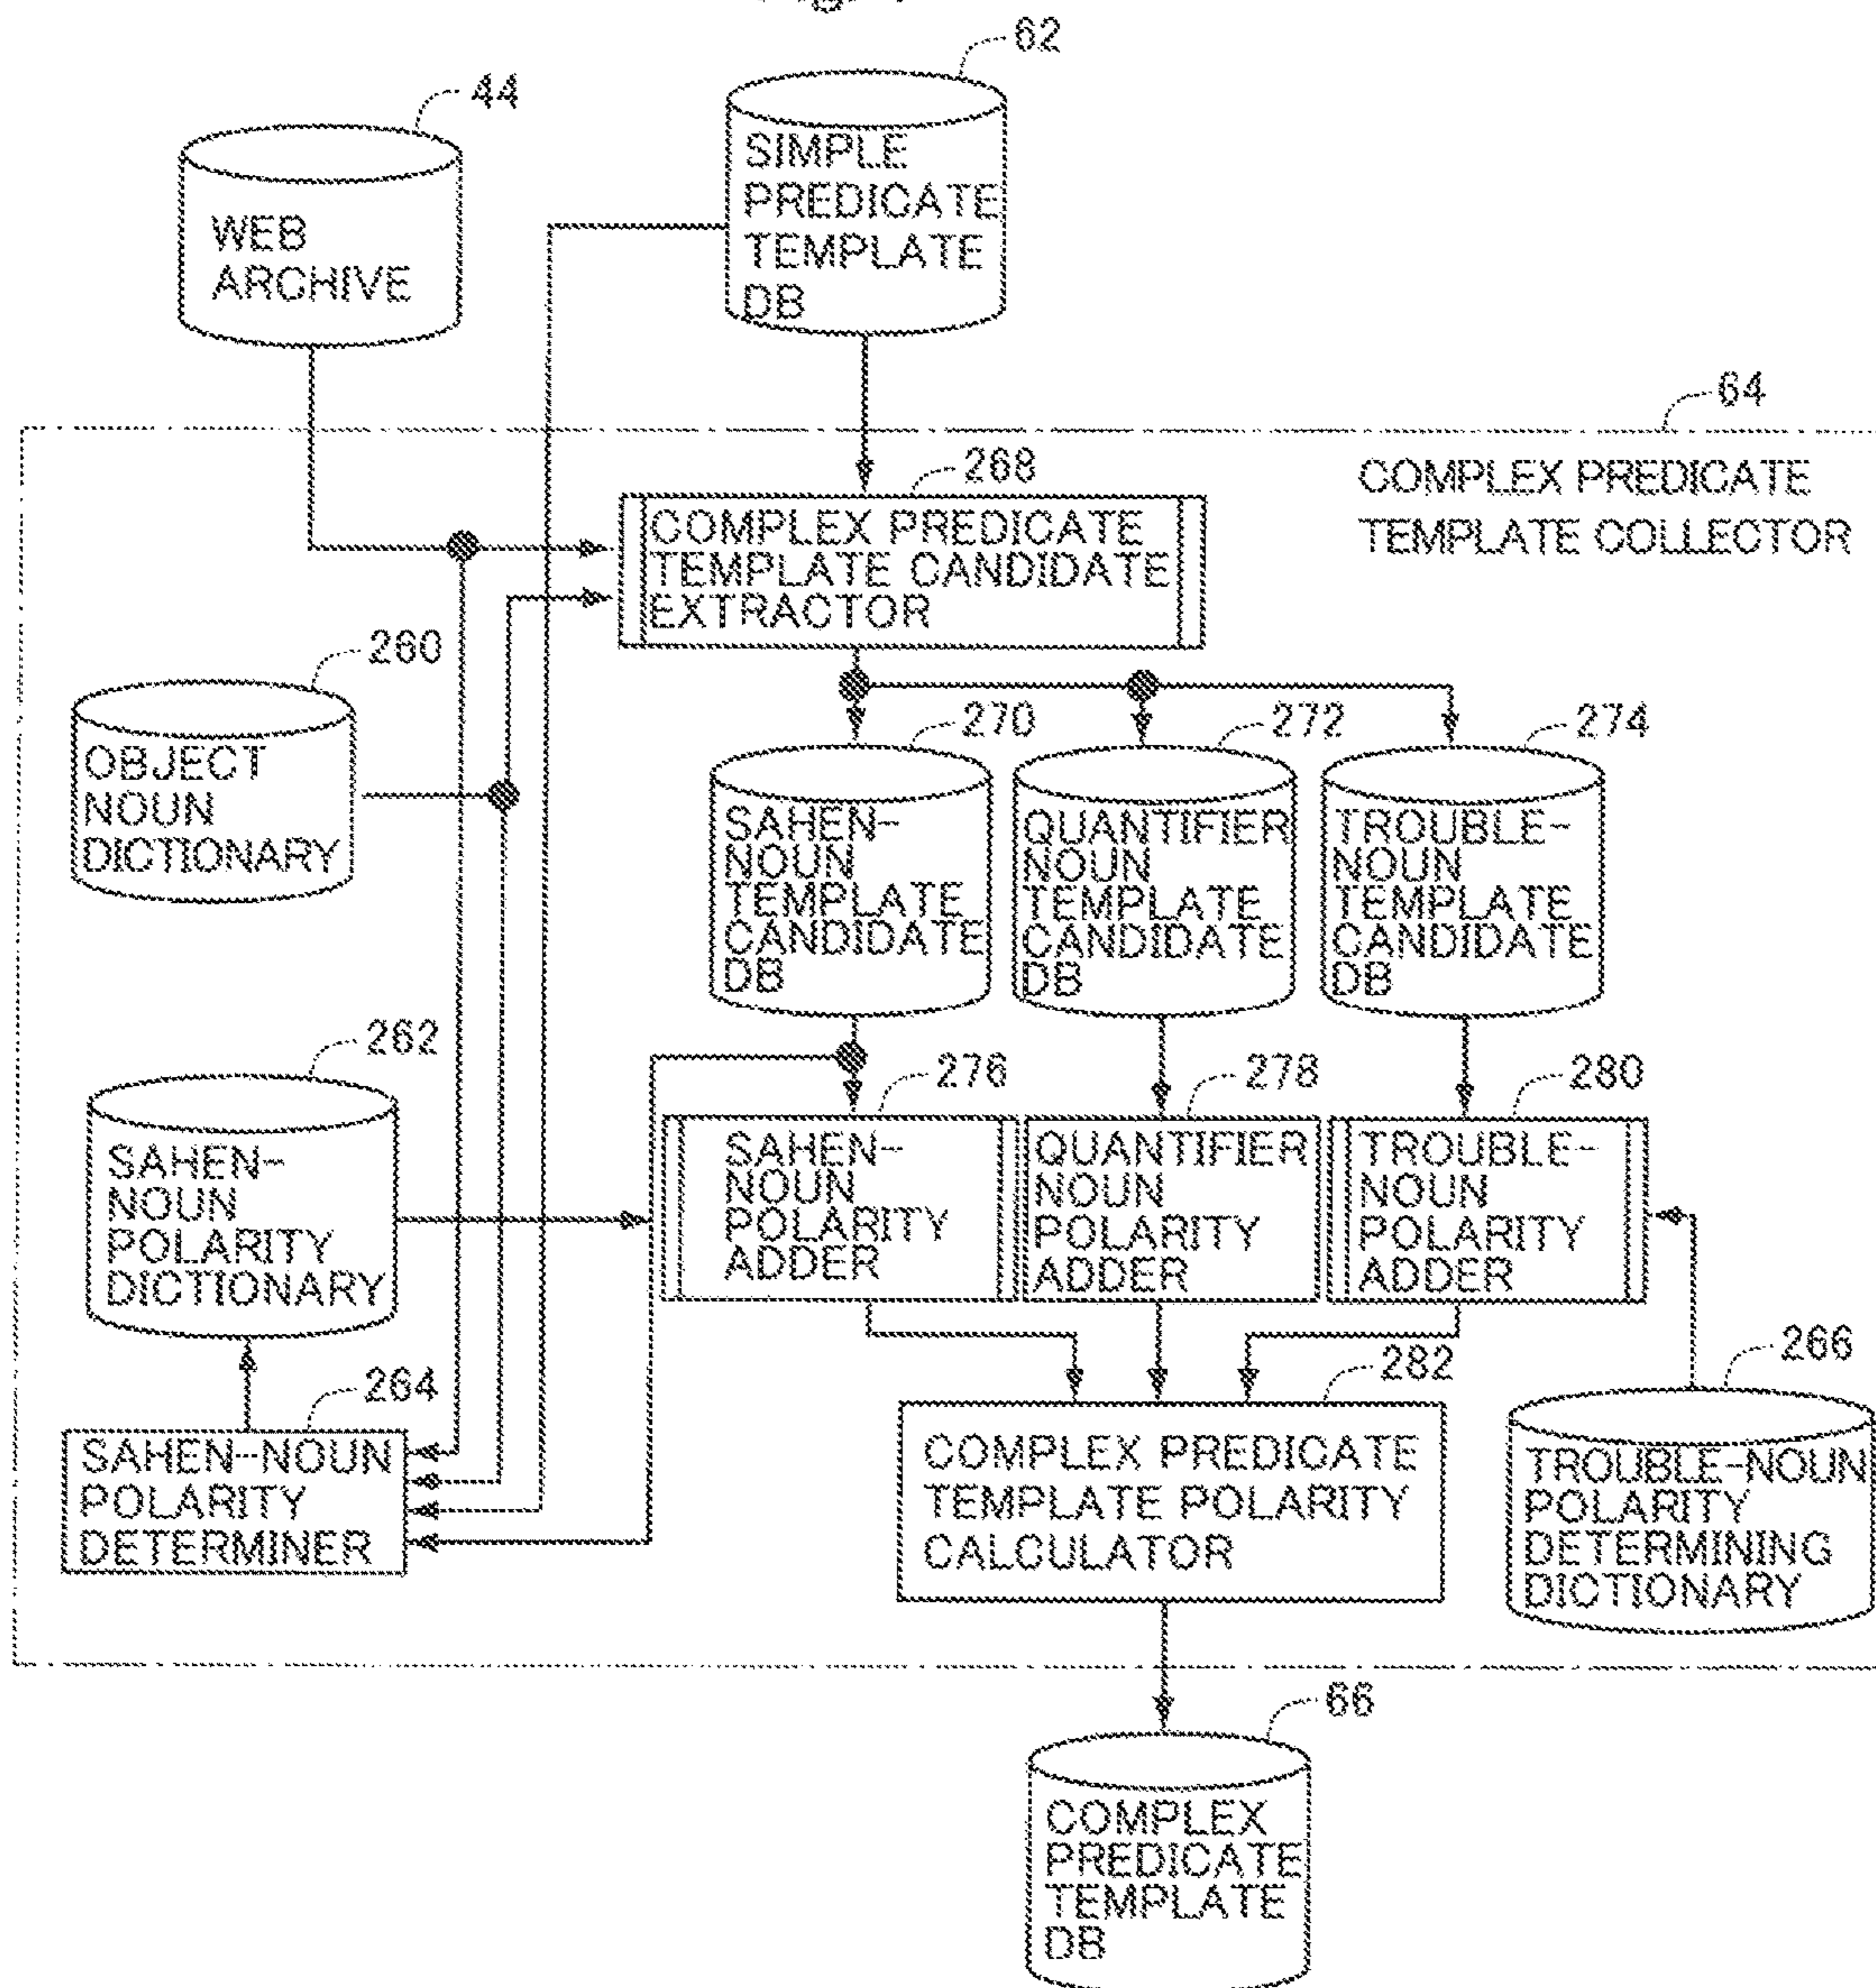 62
44
SIMPLE
PREDICATE
TEMPLATE
DB
WEB
ARCHIVE
64
COMPLEX PREDICATE
TEMPLATE COLLECTOR
268
COMPLEX PREDICATE
TEMPLATE CANDIDATE
EXTRACTOR
260
OBJECT
NOUN
DICTIONARY
270
SAHEN-
NOUN
TEMPLATE
CANDIDATE
DB
272
QUANTIFIER
NOUN
TEMPLATE
CANDIDATE
DB
274
TROUBLE-
NOUN
TEMPLATE
CANDIDATE
DB
262
SAHEN-
NOUN
POLARITY
DICTIONARY
276
SAHEN-
NOUN
POLARITY
ADDER
278
QUANTIFIER
NOUN
POLARITY
ADDER
280
TROUBLE-
NOUN
POLARITY
ADDER
264
SAHEN-NOUN
POLARITY
DETERMINER
282
COMPLEX PREDICATE
TEMPLATE POLARITY
CALCULATOR
266
TROUBLE-NOUN
POLARITY
DETERMINING
DICTIONARY
66
COMPLEX
PREDICATE
TEMPLATE
DB